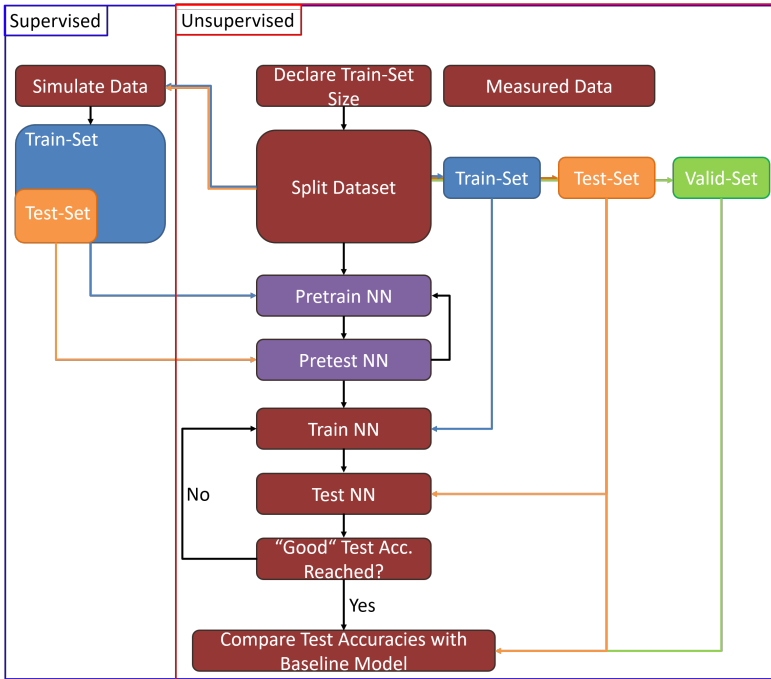 Supervised
Unsupervised
Simulate Data
Declare Train-Set
Size
Measured Data
Train-Set
Test-Set
Split Dataset
Train-Set
Test-Set
Valid-Set
Pretrain NN
Pretest NN
Train NN
Test NN
No
“Good“ Test Acc.
Reached?
Yes
Compare Test Accuracies with
Baseline Model